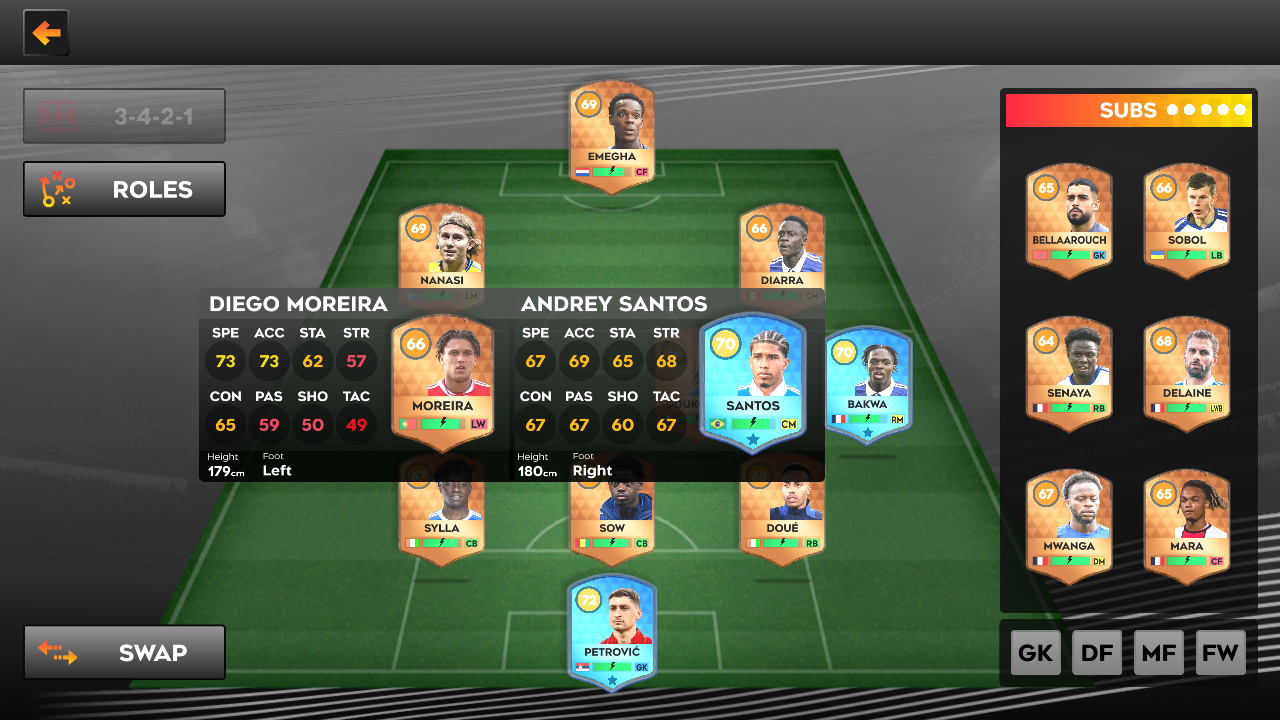 3-4-2-1
ROLES
SWAP
69
EMEGHA
CF
69
NANASI
LM
66
DIARRA
CM
DIEGO MOREIRA
SPE ACC STA STR
73 73 62 57
CON PAS SHO TAC
65 59 50 49
Height Foot
179cm Left
66
MOREIRA
LW
ANDREY SANTOS
SPE ACC STA STR
67 69 65 68
CON PAS SHO TAC
67 67 60 67
Height Foot
180cm Right
70
SANTOS
CM
70
BAKWA
RM
SYLLA
CB
SOW
CB
DOUÉ
RB
72
PETROVIĆ
GK
SUBS
65
BELLAAROUCH
GK
66
SOBOL
LB
64
SENAYA
RB
68
DELAINE
LWB
67
MWANGA
DM
65
MARA
CF
GK DF MF FW